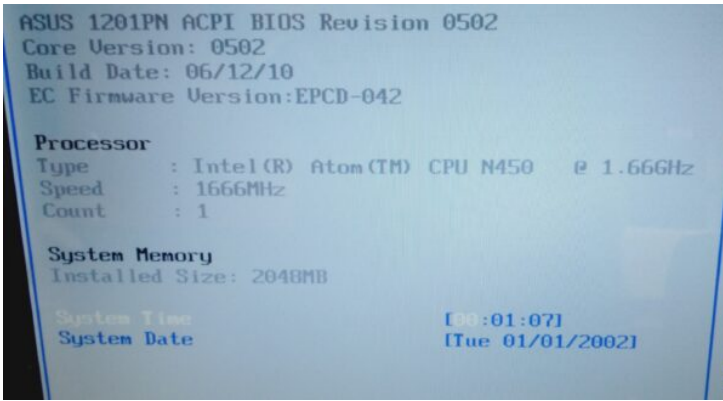 ASUS 1201PN ACPI BIOS Revision 0502
Core Version: 0502
Build Date: 06/12/10
EC Firmware Version:EPCD-042
Processor
Type : Intel(R) Atom(TM) CPU N450 @ 1.66GHz
Speed : 1666MHz
Count : 1
System Memory
Installed Size: 2048MB
System Time [00:01:07]
System Date [Tue 01/01/2002]